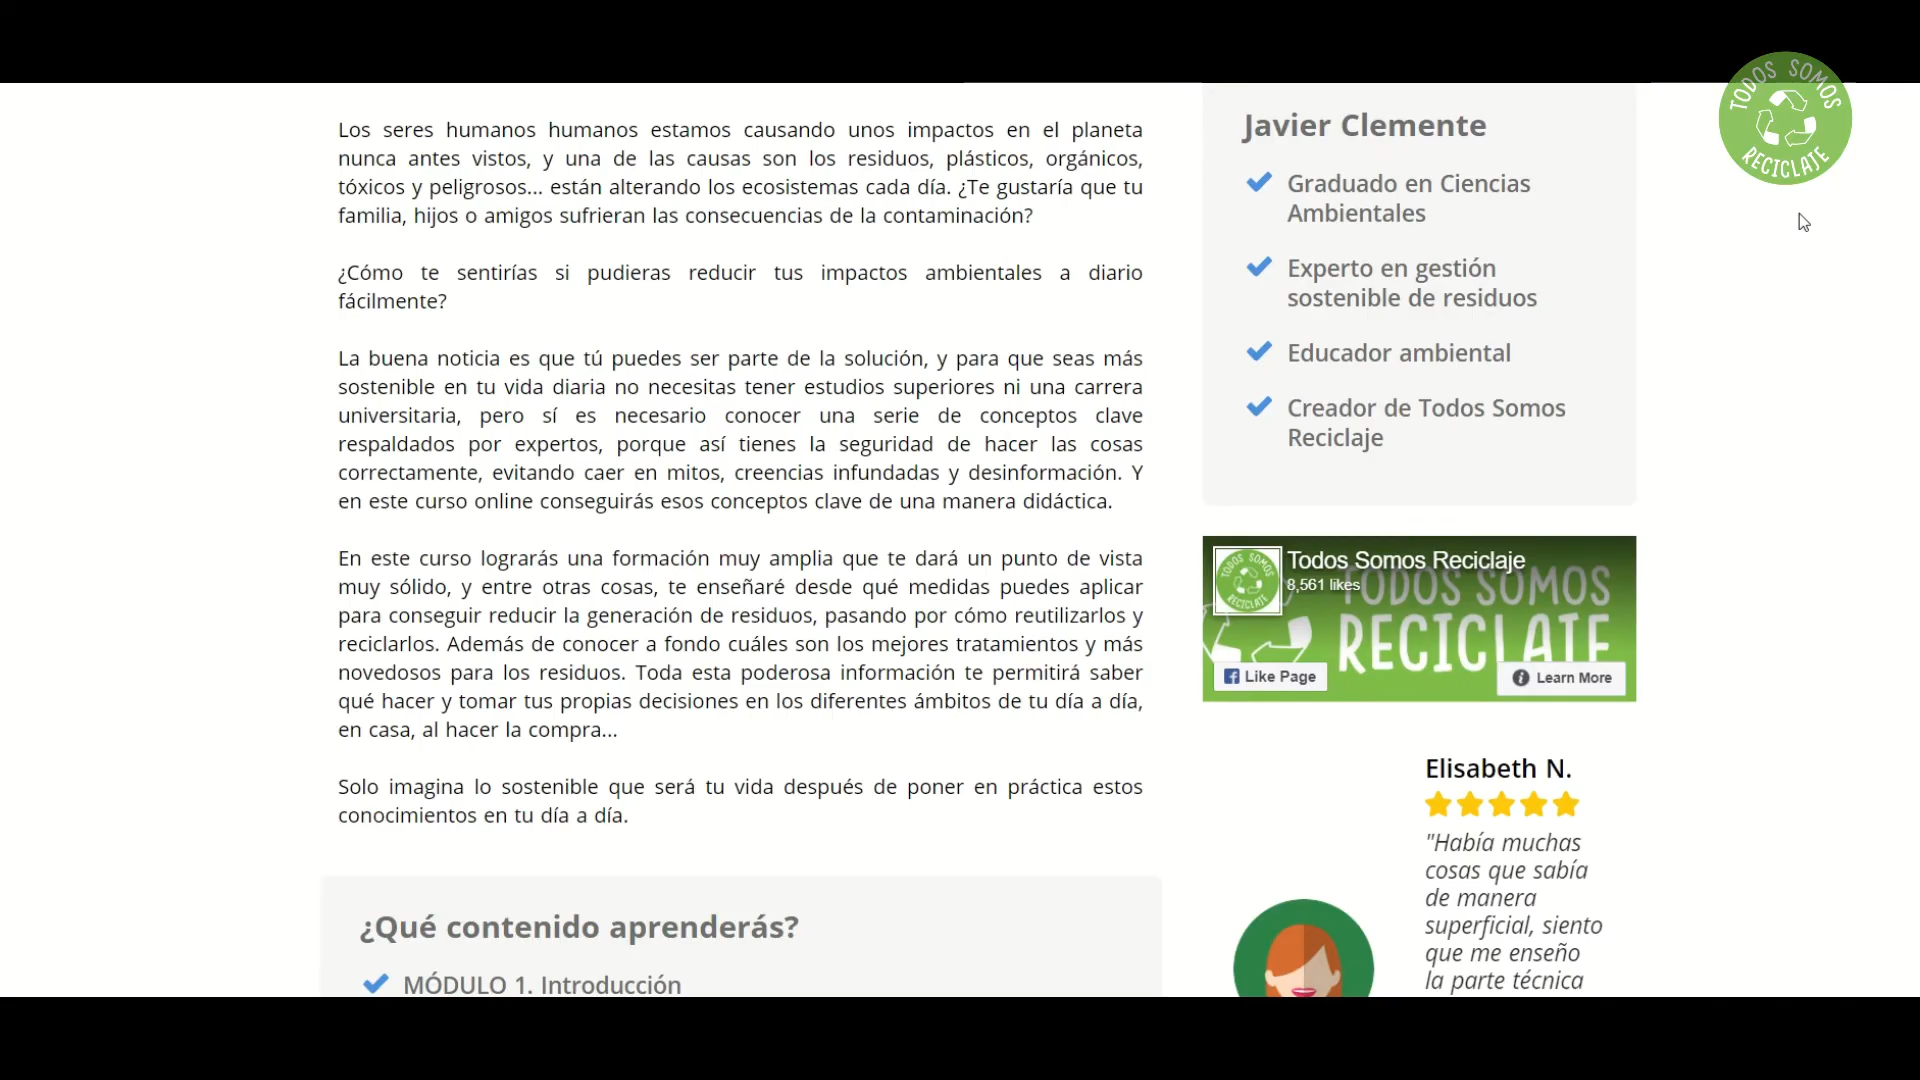 Los seres humanos humanos estamos causando unos impactos en el planeta
nunca antes vistos, y una de las causas son los residuos, plásticos, orgánicos,
tóxicos y peligrosos... están alterando los ecosistemas cada día. ¿Te gustaría que tu
familia, hijos o amigos sufrieran las consecuencias de la contaminación?
¿Cómo te sentirías si pudieras reducir tus impactos ambientales a diario
fácilmente?
La buena noticia es que tú puedes ser parte de la solución, y para que seas más
sostenible en tu vida diaria no necesitas tener estudios superiores ni una carrera
universitaria, pero sí es necesario conocer una serie de conceptos clave
respaldados por expertos, porque así tienes la seguridad de hacer las cosas
correctamente, evitando caer en mitos, creencias infundadas y desinformación. Y
en este curso online conseguirás esos conceptos clave de una manera didáctica.
En este curso lograrás una formación muy amplia que te dará un punto de vista
muy sólido, y entre otras cosas, te enseñaré desde qué medidas puedes aplicar
para conseguir reducir la generación de residuos, pasando por cómo reutilizarlos y
reciclarlos. Además de conocer a fondo cuáles son los mejores tratamientos y más
novedosos para los residuos. Toda esta poderosa información te permitirá saber
qué hacer y tomar tus propias decisiones en los diferentes ámbitos de tu día a día,
en casa, al hacer la compra...
Solo imagina lo sostenible que será tu vida después de poner en práctica estos
conocimientos en tu día a día.
¿Qué contenido aprenderás?
MÓDULO 1. Introducción
Javier Clemente
Graduado en Ciencias
Ambientales
Experto en gestión
sostenible de residuos
Educador ambiental
Creador de Todos Somos
Reciclaje
TODOS SOMOS
RECICLAJE
Todos Somos Reciclaje
8,561 likes
TODOS SOMOS
RECICLAJE
TODOS SOMOS
RECICLAJE
Like Page
Learn More
Elisabeth N.
"Había muchas
cosas que sabía
de manera
superficial, siento
que me enseño
la parte técnica